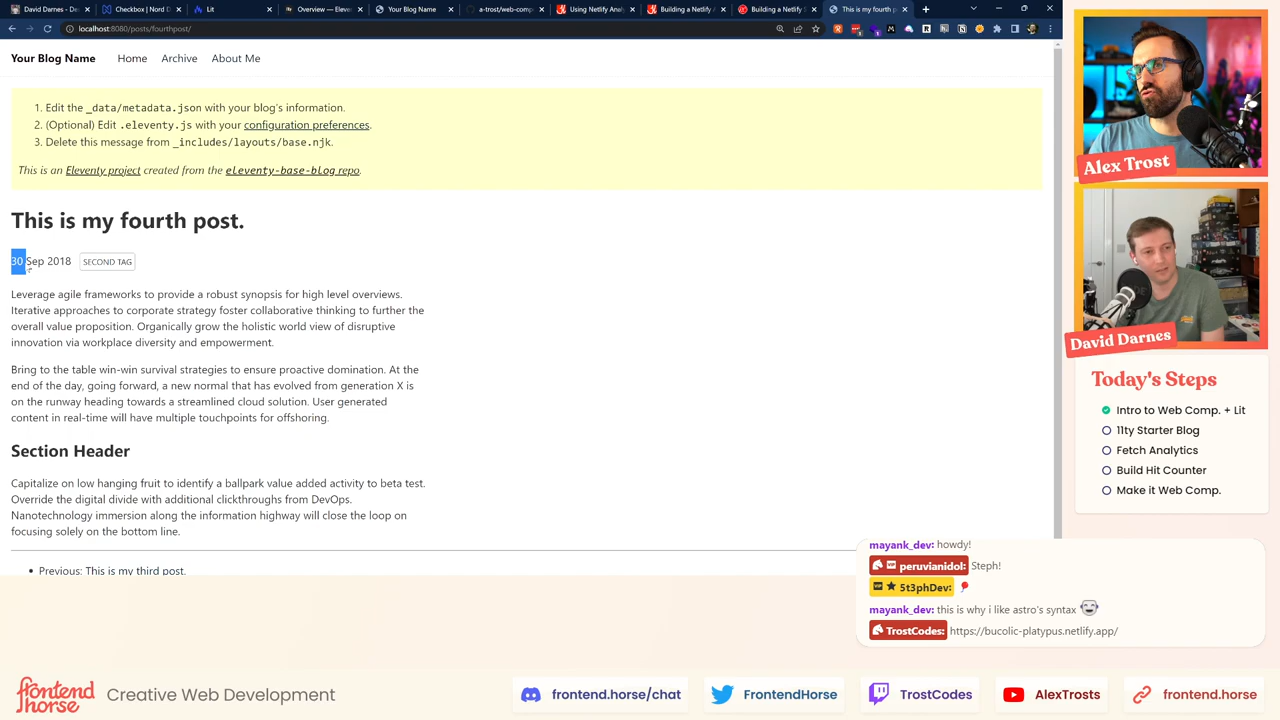 David Darnes - De
Checkbox | Nord D
Lit
Overview — Eleven
Your Blog Name
a-trost/web-comp
Using Netlify Analy
Building a Netlify A
Building a Netlify S
This is my fourth p
localhost:8080/posts/fourthpost/
Your Blog Name
Home
Archive
About Me
1. Edit the _data/metadata.json with your blog's information.
2. (Optional) Edit .eleventy.js with your configuration preferences.
3. Delete this message from _includes/layouts/base.njk.
This is an Eleventy project created from the eleventy-base-blog repo.
This is my fourth post.
30 Sep 2018 SECOND TAG
Leverage agile frameworks to provide a robust synopsis for high level overviews.
Iterative approaches to corporate strategy foster collaborative thinking to further the
overall value proposition. Organically grow the holistic world view of disruptive
innovation via workplace diversity and empowerment.
Bring to the table win-win survival strategies to ensure proactive domination. At the
end of the day, going forward, a new normal that has evolved from generation X is
on the runway heading towards a streamlined cloud solution. User generated
content in real-time will have multiple touchpoints for offshoring.
Section Header
Capitalize on low hanging fruit to identify a ballpark value added activity to beta test.
Override the digital divide with additional clickthroughs from DevOps.
Nanotechnology immersion along the information highway will close the loop on
focusing solely on the bottom line.
• Previous: This is my third post.
Alex Trost
David Darnes
Today's Steps
Intro to Web Comp. + Lit
11ty Starter Blog
Fetch Analytics
Build Hit Counter
Make it Web Comp.
mayank_dev: howdy!
peruvianidol: Steph!
5t3phDev:
mayank_dev: this is why i like astro's syntax
TrostCodes: https://bucolic-platypus.netlify.app/
frontend horse
Creative Web Development
frontend.horse/chat
FrontendHorse
TrostCodes
AlexTrosts
frontend.horse